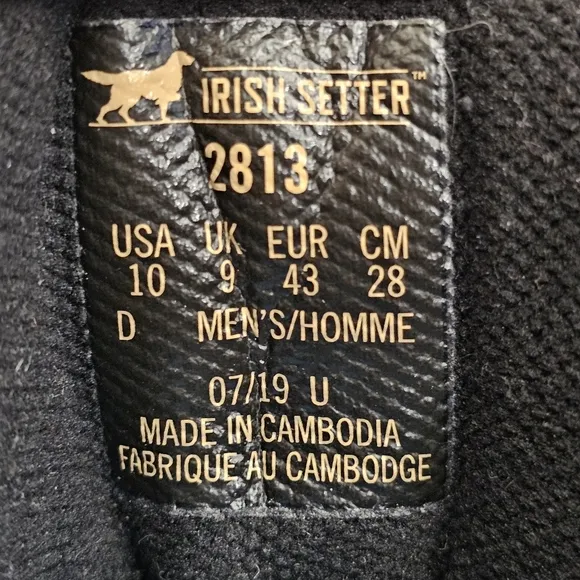 IRISH SETTER™
2813
USA UK EUR CM
10 9 43 28
D MEN'S/HOMME
07/19 U
MADE IN CAMBODIA
FABRIQUE AU CAMBODGE